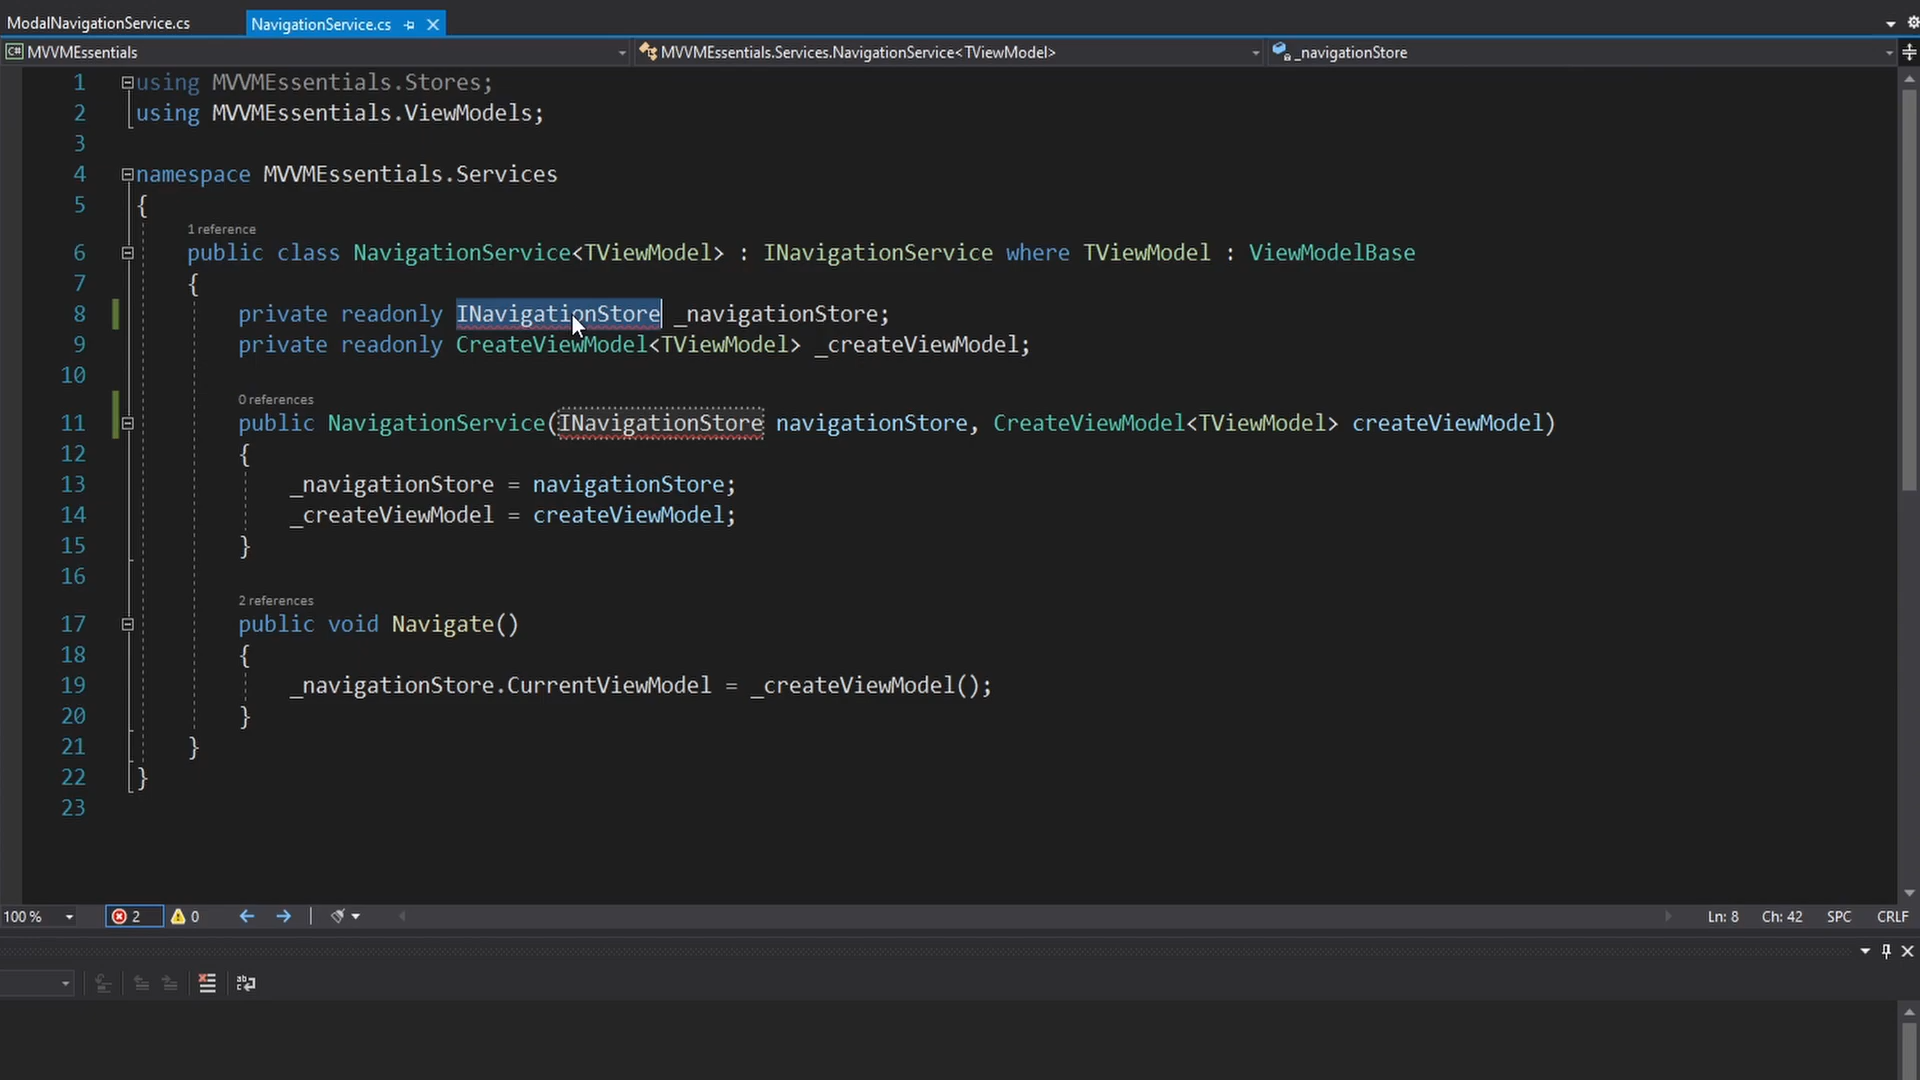 ModalNavigationService.cs NavigationService.cs
MVVMEssentials MVVMEssentials.Services.NavigationService<TViewModel> _navigationStore
1 using MVVMEssentials.Stores;
2 using MVVMEssentials.ViewModels;
3
4 namespace MVVMEssentials.Services
5 {
1 reference
6 public class NavigationService<TViewModel> : INavigationService where TViewModel : ViewModelBase
7 {
8 private readonly INavigationStore _navigationStore;
9 private readonly CreateViewModel<TViewModel> _createViewModel;
10
0 references
11 public NavigationService(INavigationStore navigationStore, CreateViewModel<TViewModel> createViewModel)
12 {
13 _navigationStore = navigationStore;
14 _createViewModel = createViewModel;
15 }
16
2 references
17 public void Navigate()
18 {
19 _navigationStore.CurrentViewModel = _createViewModel();
20 }
21 }
22 }
23
100 % 2 0 Ln: 8 Ch: 42 SPC CRLF